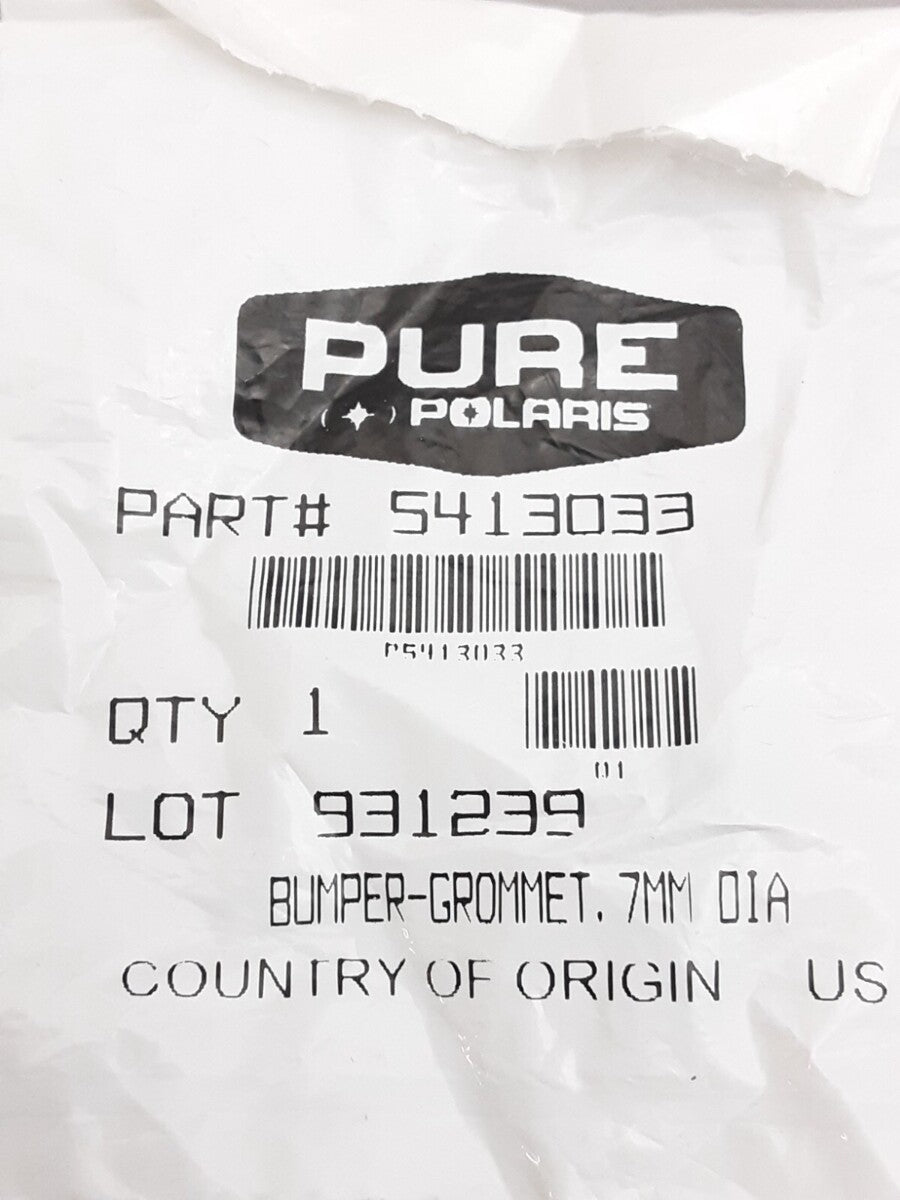 PURE
POLARIS
PART# 5413033
P5413033
QTY 1
01
LOT 931239
BUMPER-GROMMET, 7MM DIA
COUNTRY OF ORIGIN US